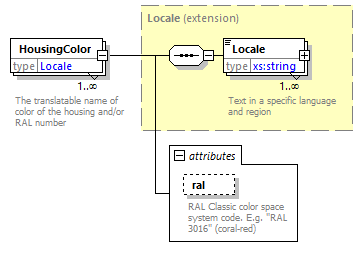 Locale (extension)
HousingColor
type Locale
1..∞
The translatable name of
color of the housing and/or
RAL number
Locale
type xs:string
1..∞
Text in a specific language
and region
attributes
ral
RAL Classic color space
system code. E.g. "RAL
3016" (coral-red)